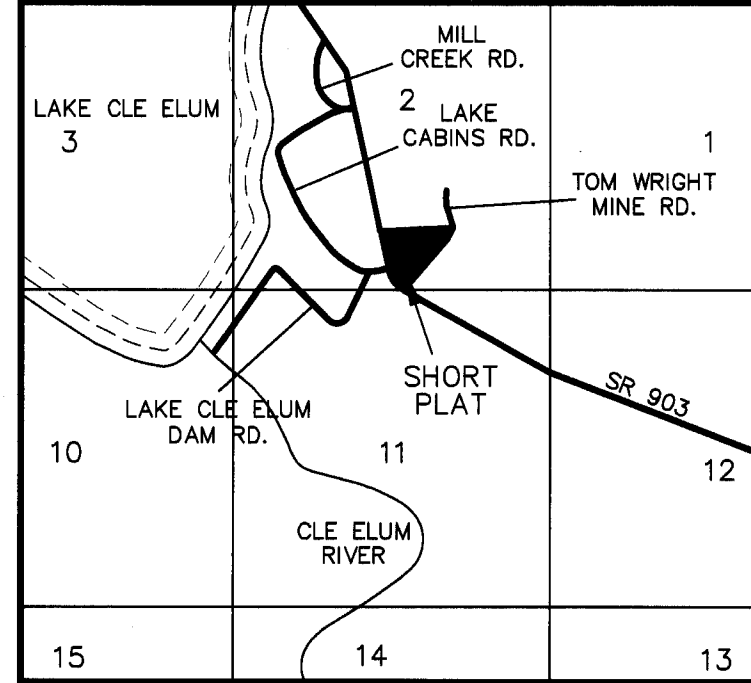 MILL
CREEK RD.
LAKE CLE ELUM
3
2
LAKE
CABINS RD.
1
TOM WRIGHT
MINE RD.
SHORT
PLAT
SR 903
LAKE CLE ELUM
DAM RD.
10
11
12
CLE ELUM
RIVER
15
14
13